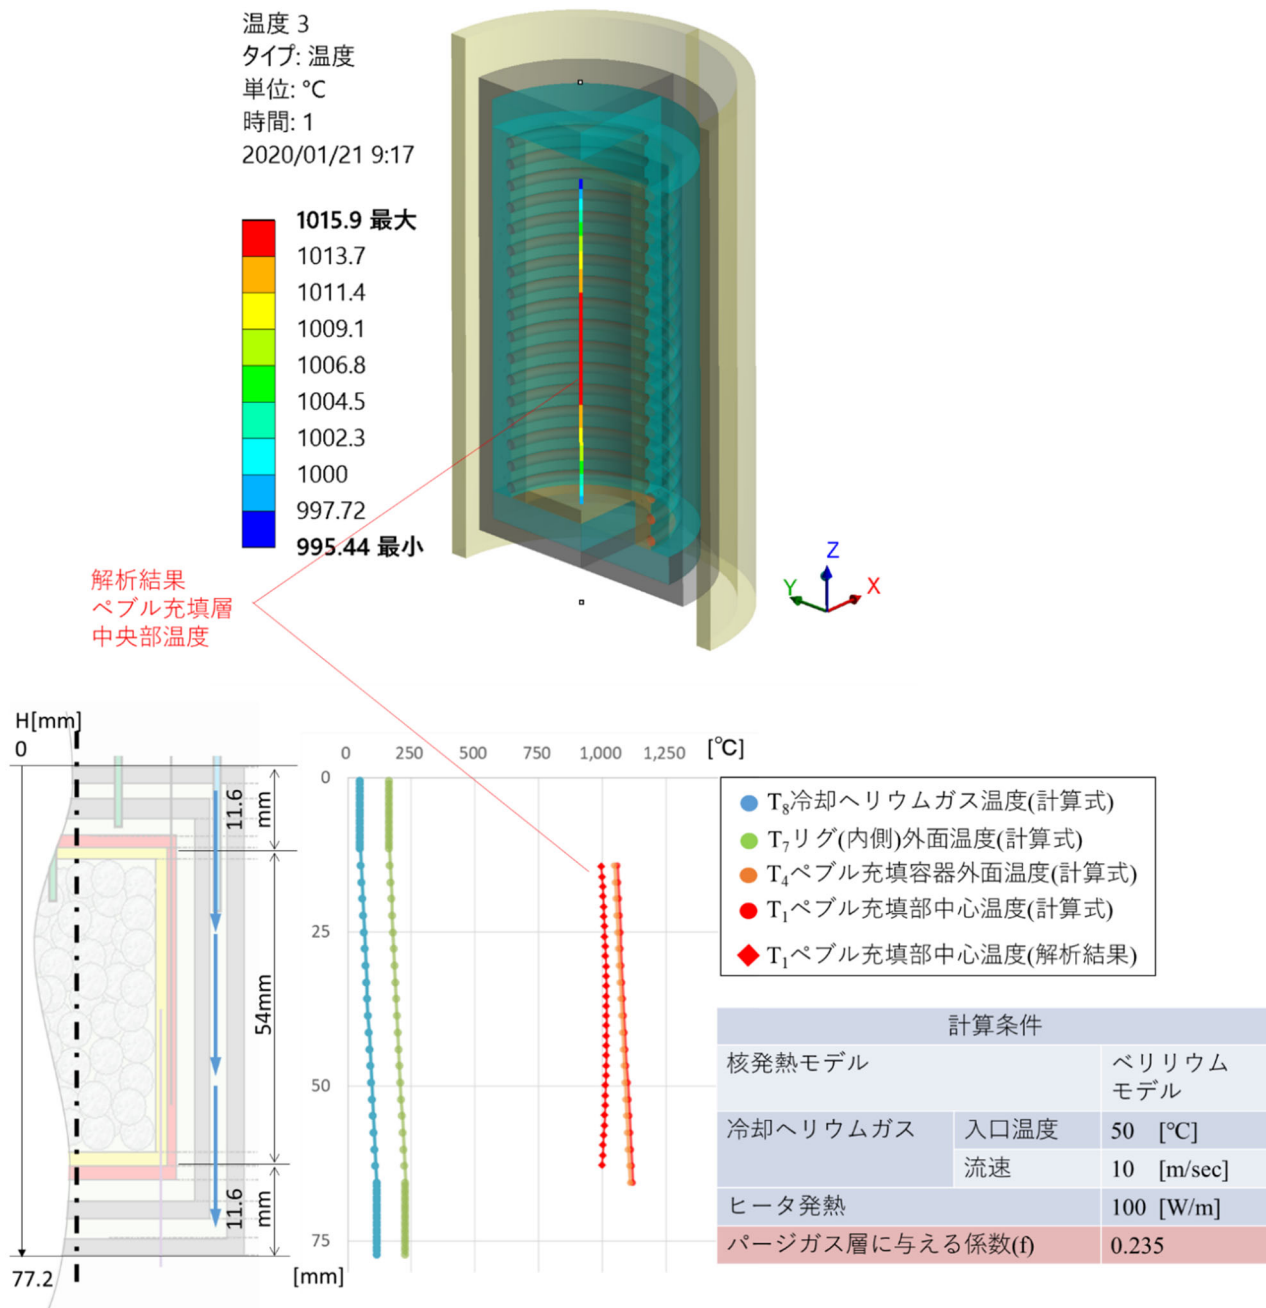 温度 3
タイプ: 温度
単位: °C
時間: 1
2020/01/21 9:17
1015.9 最大
1013.7
1011.4
1009.1
1006.8
1004.5
1002.3
1000
997.72
995.44 最小
Z
Y
X
解析結果
ペブル充填層
中央部温度
H[mm]
0
11.6
mm
54mm
11.6
mm
77.2
0 250 500 750 1,000 1,250 [℃]
0
25
50
75
[mm]
T8冷却ヘリウムガス温度(計算式)
T7リグ(内側)外面温度(計算式)
T4ペブル充填容器外面温度(計算式)
T1ペブル充填部中心温度(計算式)
T1ペブル充填部中心温度(解析結果)
計算条件
核発熱モデル ベリリウム
モデル
冷却ヘリウムガス 入口温度 50 [℃]
流速 10 [m/sec]
ヒータ発熱 100 [W/m]
パージガス層に与える係数(f) 0.235